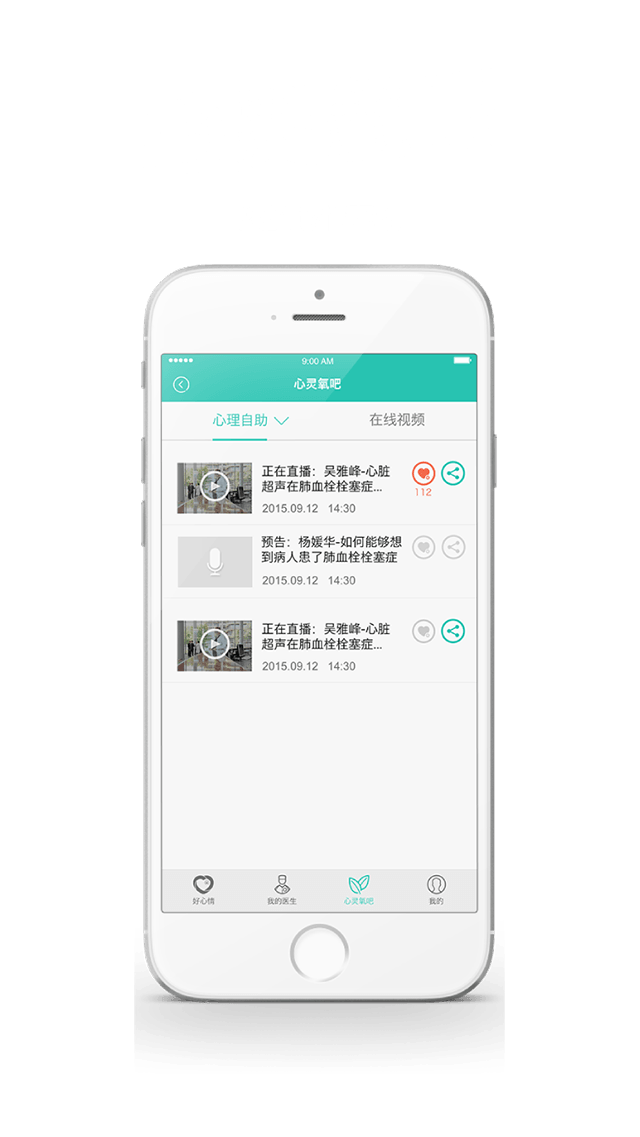 9:00 AM
心灵氧吧
心理自助
在线视频
正在直播：吴雅峰-心脏
超声在肺血栓栓塞症...
112
2015.09.12 14:30
预告：杨媛华-如何能够想
到病人患了肺血栓栓塞症
2015.09.12 14:30
正在直播：吴雅峰-心脏
超声在肺血栓栓塞症...
2015.09.12 14:30
好心情
我的医生
心灵氧吧
我的